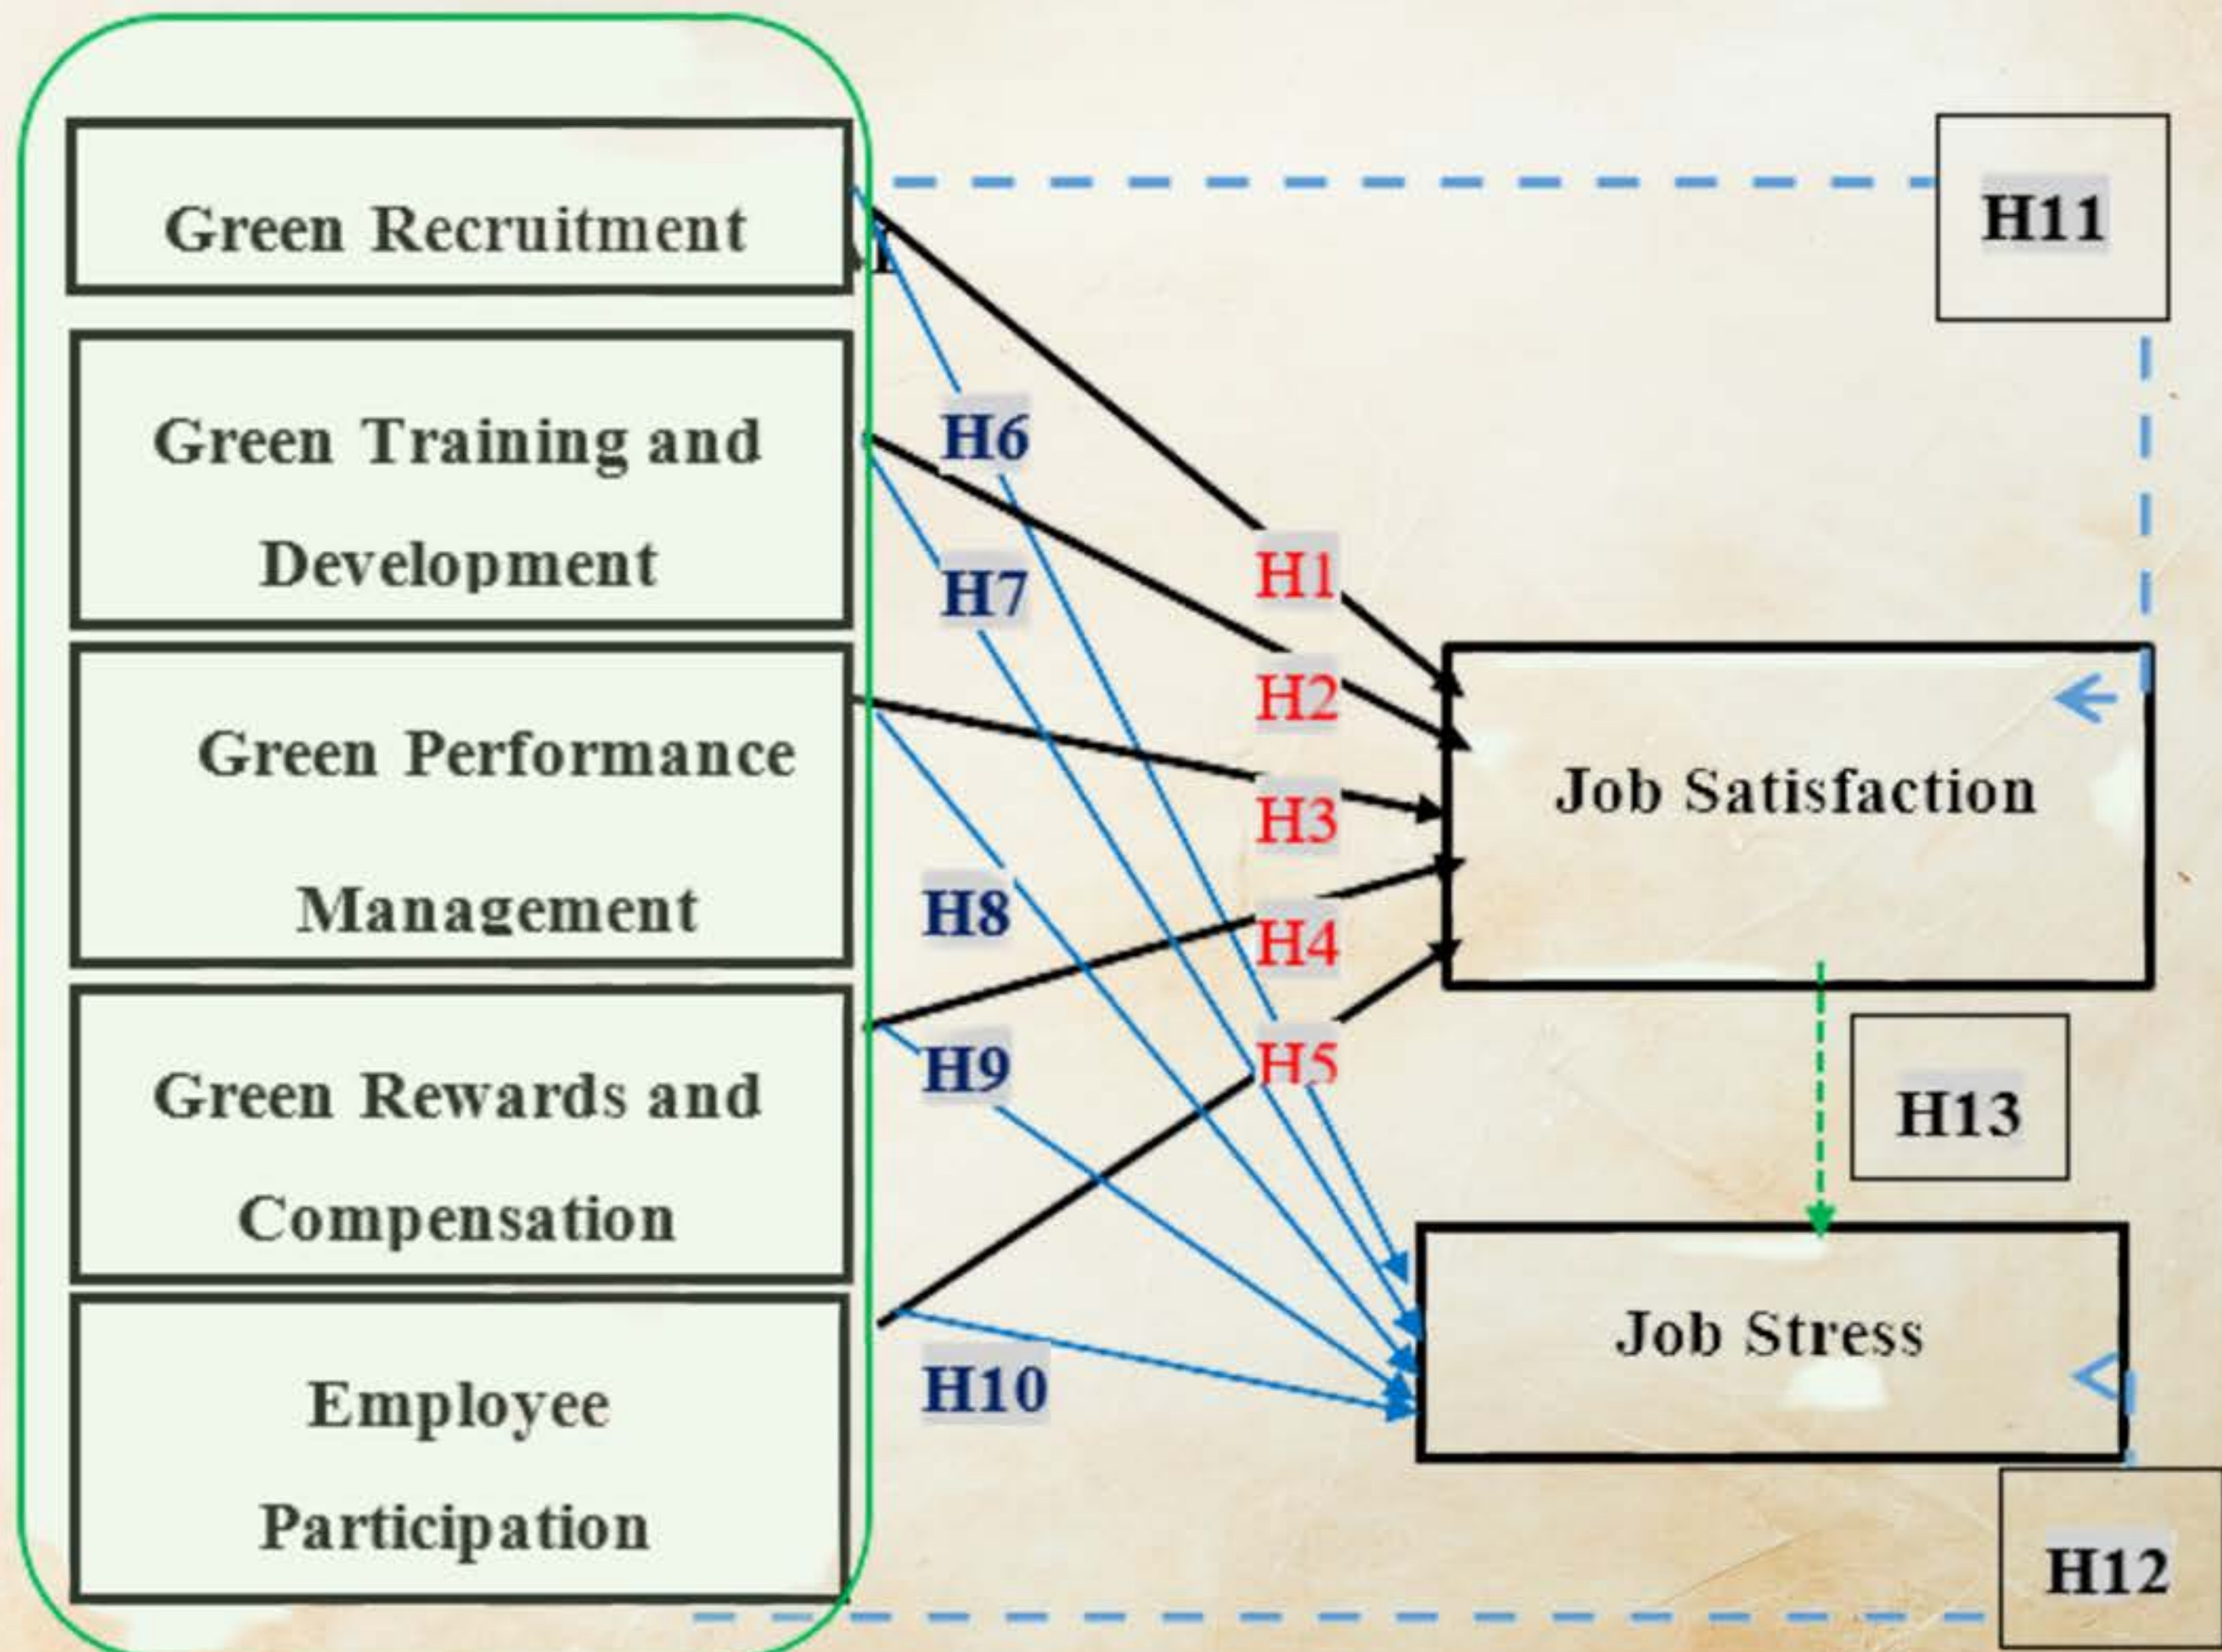 Green Recruitment
Green Training and
Development
Green Performance
Management
Green Rewards and
Compensation
Employee
Participation
H6
H7
H8
H9
H10
H1
H2
H3
H4
H5
H11
Job Satisfaction
H13
Job Stress
H12